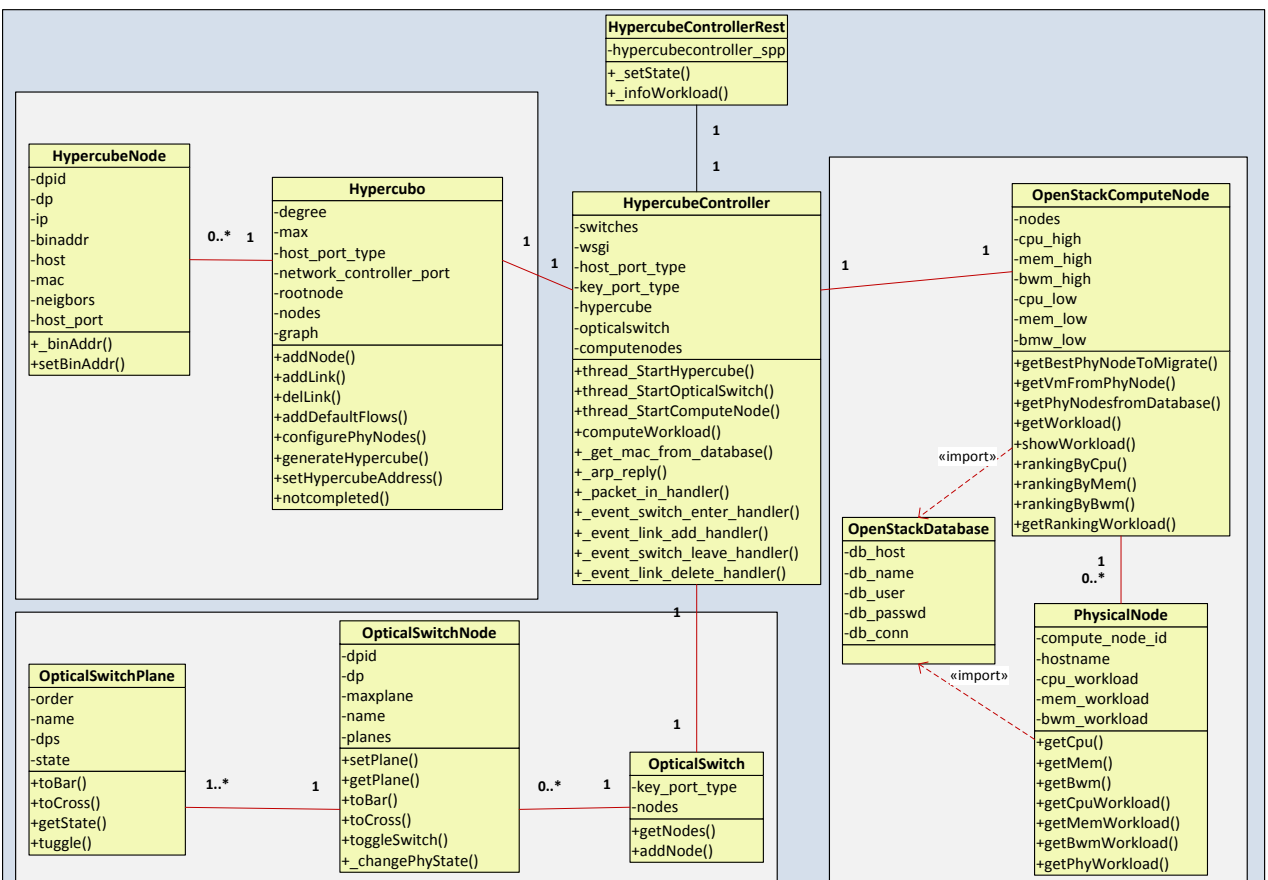 HypercubeControllerRest
-hypercubecontroller_spp
+_setState()
+_infoWorkload()
1
1
HypercubeNode
-dpid
-dp
-ip
-binaddr
-host
-mac
-neigbors
-host_port
+_binAddr()
+setBinAddr()
0..* 1
Hypercubo
-degree
-max
-host_port_type
-network_controller_port
-rootnode
-nodes
-graph
+addNode()
+addLink()
+delLink()
+addDefaultFlows()
+configurePhyNodes()
+generateHypercube()
+setHypercubeAddress()
+notcompleted()
1
1
HypercubeController
-switches
-wsgi
-host_port_type
-key_port_type
-hypercube
-opticalswitch
-computenodes
+thread_StartHypercube()
+thread_StartOpticalSwitch()
+thread_StartComputeNode()
+computeWorkload()
+_get_mac_from_database()
+_arp_reply()
+_packet_in_handler()
+_event_switch_enter_handler()
+_event_link_add_handler()
+_event_switch_leave_handler()
+_event_link_delete_handler()
1
1
OpenStackComputeNode
-nodes
-cpu_high
-mem_high
-bwm_high
-cpu_low
-mem_low
-bmw_low
+getBestPhyNodeToMigrate()
+getVmFromPhyNode()
+getPhyNodesfromDatabase()
+getWorkload()
+showWorkload()
+rankingByCpu()
+rankingByMem()
+rankingByBwm()
+getRankingWorkload()
«import»
OpenStackDatabase
-db_host
-db_name
-db_user
-db_passwd
-db_conn
«import»
1
0..*
PhysicalNode
-compute_node_id
-hostname
-cpu_workload
-mem_workload
-bwm_workload
+getCpu()
+getMem()
+getBwm()
+getCpuWorkload()
+getMemWorkload()
+getBwmWorkload()
+getPhyWorkload()
OpticalSwitchPlane
-order
-name
-dps
-state
+toBar()
+toCross()
+getState()
+tuggle()
1..* 1
OpticalSwitchNode
-dpid
-dp
-maxplane
-name
-planes
+setPlane()
+getPlane()
+toBar()
+toCross()
+toggleSwitch()
+_changePhyState()
0..* 1
1
1
OpticalSwitch
-key_port_type
-nodes
+getNodes()
+addNode()